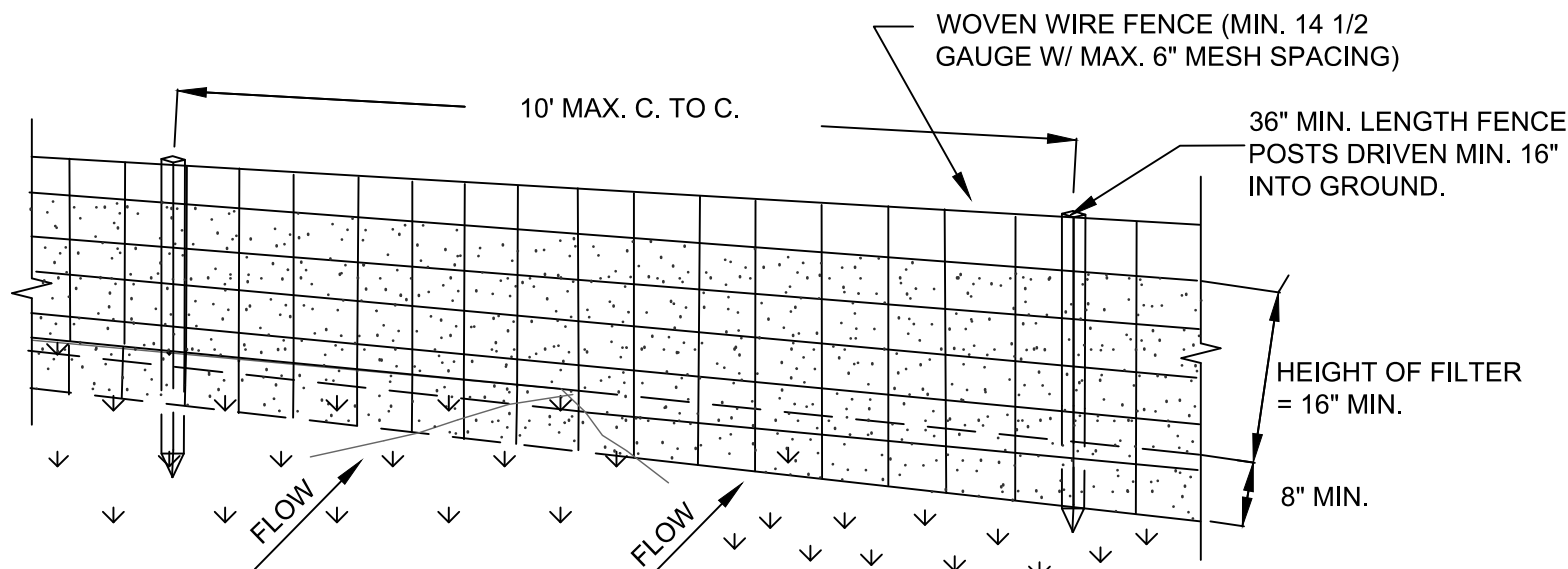 WOVEN WIRE FENCE (MIN. 14 1/2
GAUGE W/ MAX. 6" MESH SPACING)
10' MAX. C. TO C.
36" MIN. LENGTH FENCE
POSTS DRIVEN MIN. 16"
INTO GROUND.
HEIGHT OF FILTER
= 16" MIN.
8" MIN.
FLOW
FLOW